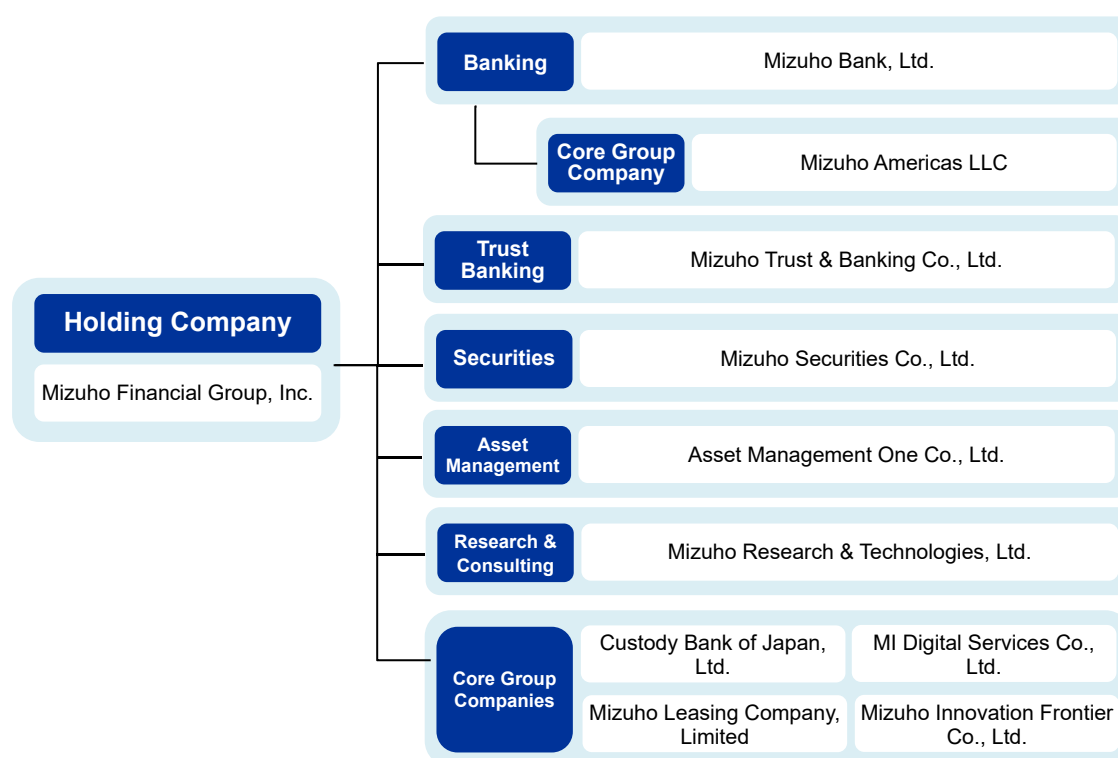 Banking
Mizuho Bank, Ltd.
Core Group
Company
Mizuho Americas LLC
Trust
Banking
Mizuho Trust & Banking Co., Ltd.
Holding Company
Mizuho Financial Group, Inc.
Securities
Mizuho Securities Co., Ltd.
Asset
Management
Asset Management One Co., Ltd.
Research &
Consulting
Mizuho Research & Technologies, Ltd.
Core Group
Companies
Custody Bank of Japan,
Ltd.
MI Digital Services Co.,
Ltd.
Mizuho Leasing Company,
Limited
Mizuho Innovation Frontier
Co., Ltd.